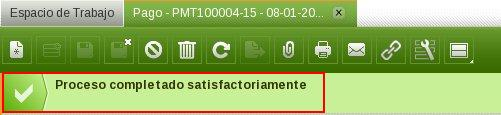 Espacio de Trabajo
Pago - PMT100004-15 - 08-01-20...
Proceso completado satisfactoriamente